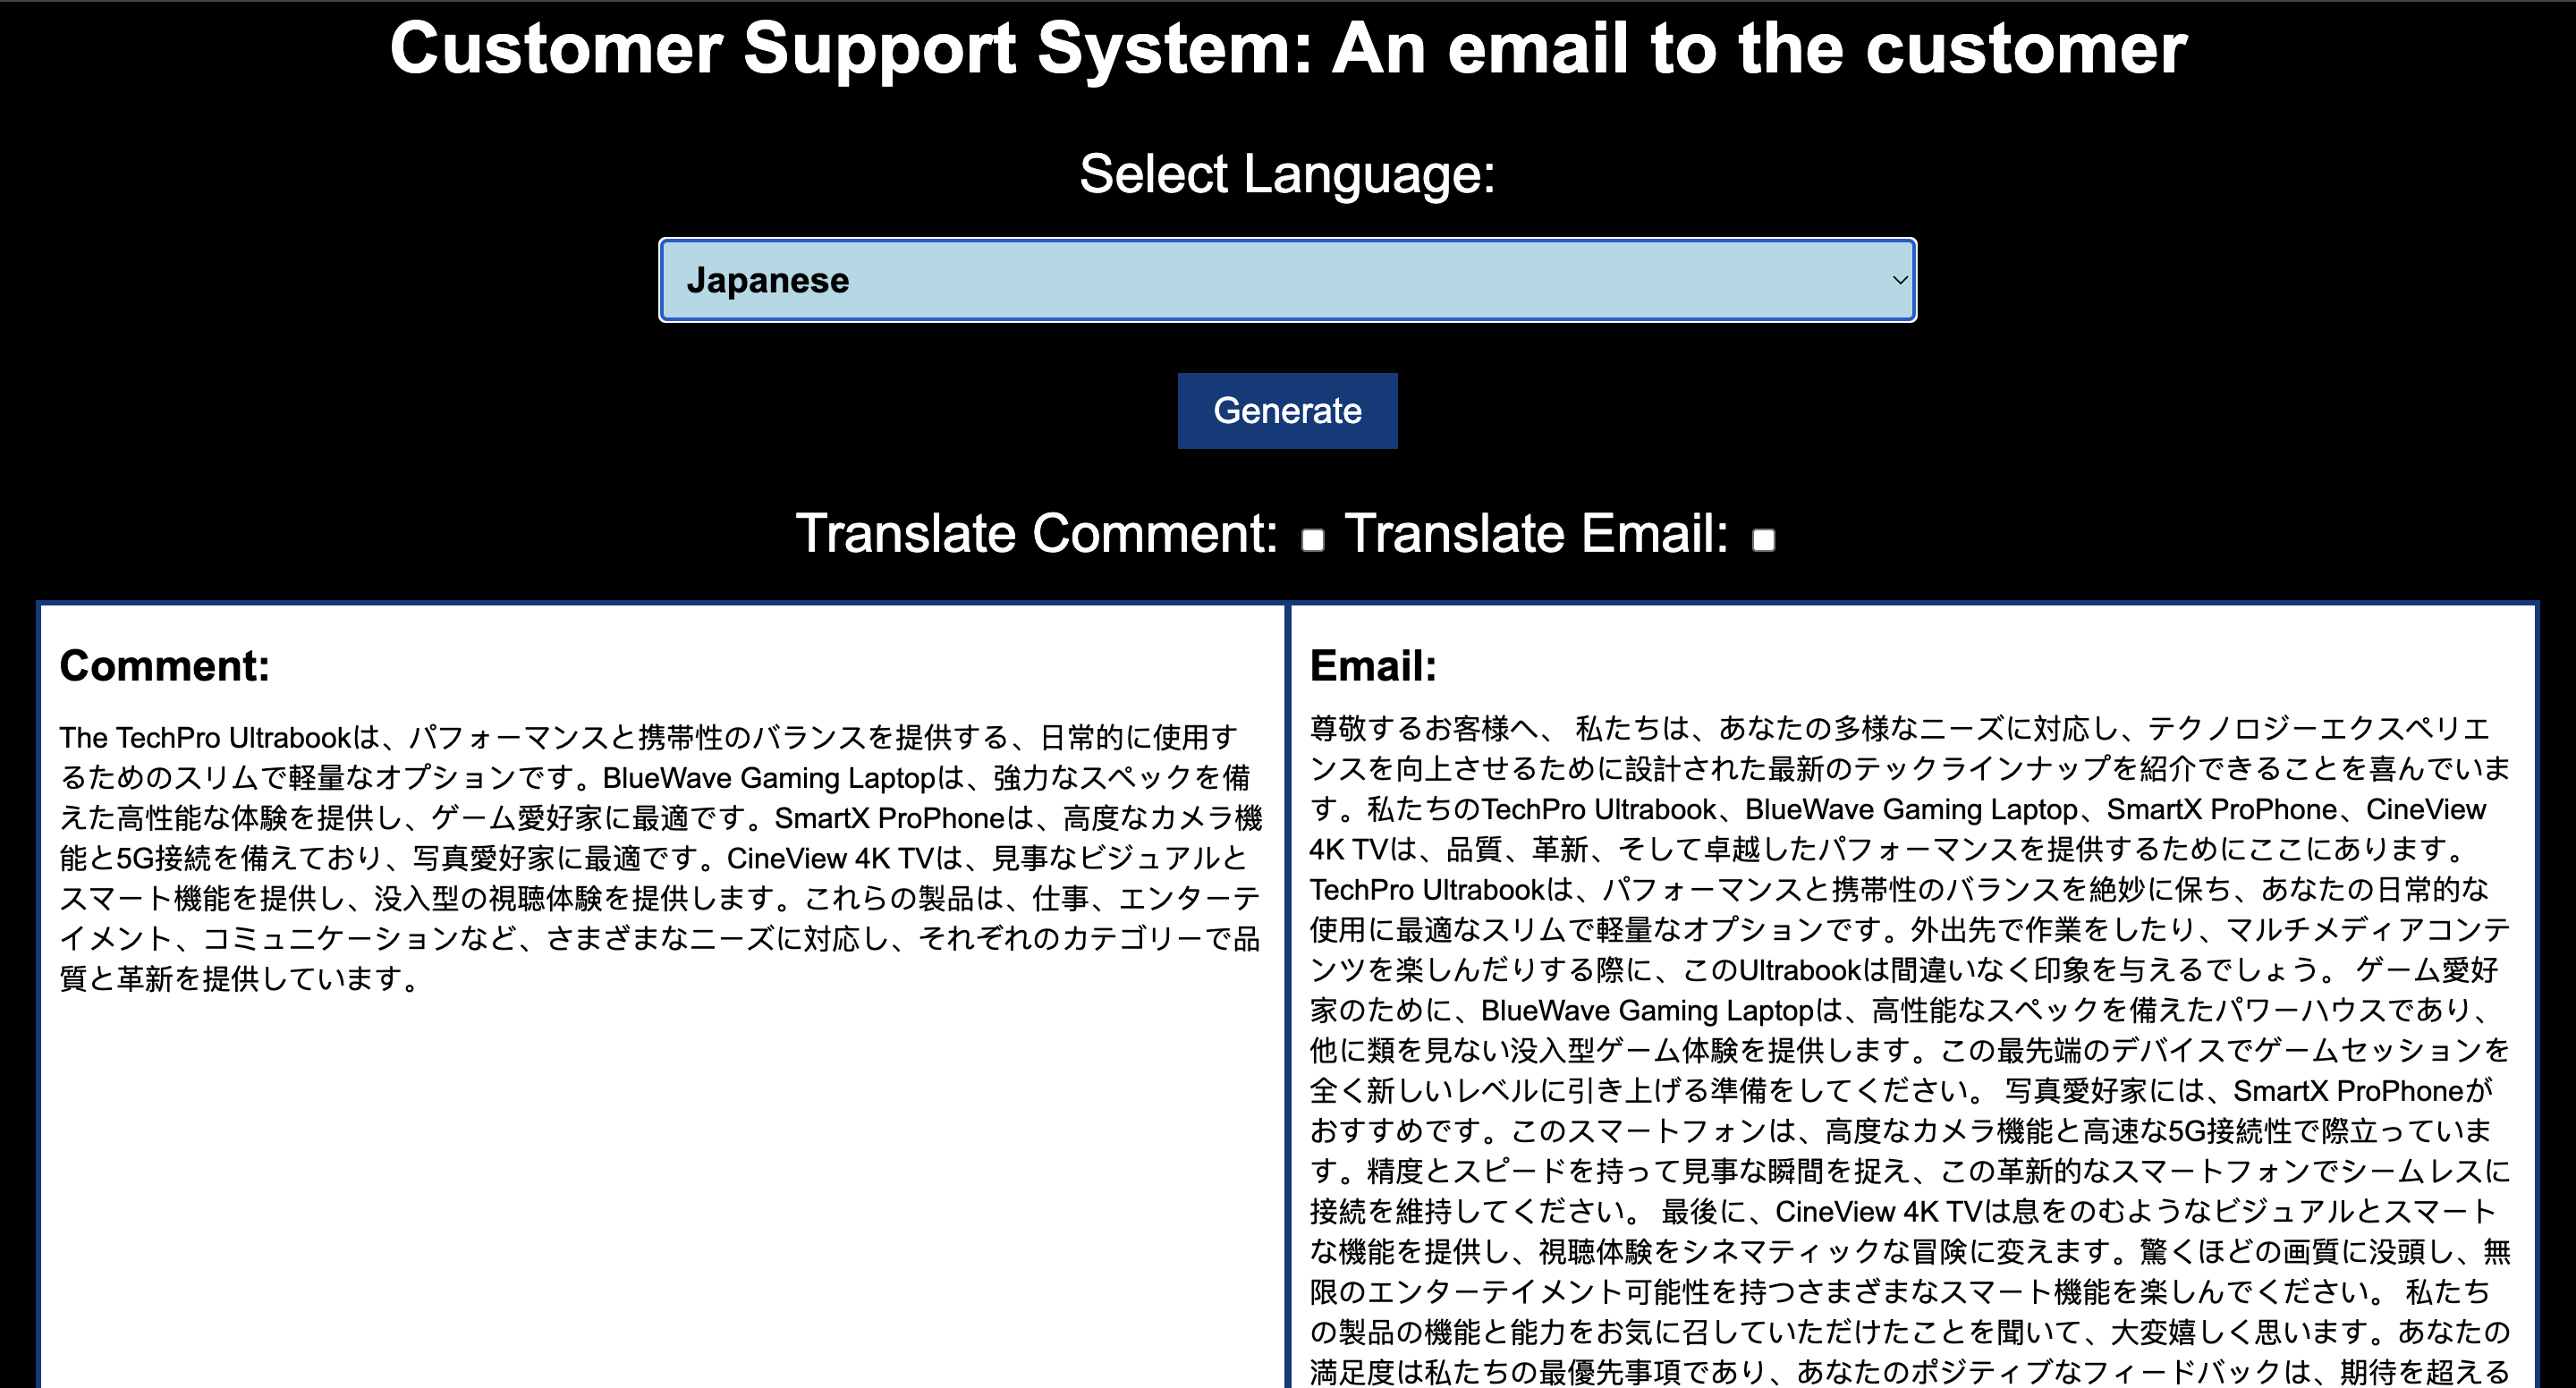 Customer Support System: An email to the customer
Select Language:
Japanese
Generate
Translate Comment: Translate Email:
Comment:
The TechPro Ultrabookは、パフォーマンスと携帯性のバランスを提供する、日常的に使用す
るためのスリムで軽量なオプションです。BlueWave Gaming Laptopは、強力なスペックを備
えた高性能な体験を提供し、ゲーム愛好家に最適です。SmartX ProPhoneは、高度なカメラ機
能と5G接続を備えており、写真愛好家に最適です。CineView 4K TVは、見事なビジュアルと
スマート機能を提供し、没入型の視聴体験を提供します。これらの製品は、仕事、エンターテ
イメント、コミュニケーションなど、さまざまなニーズに対応し、それぞれのカテゴリーで品
質と革新を提供しています。
Email:
尊敬するお客様へ、 私たちは、あなたの多様なニーズに対応し、テクノロジーエクスペリエ
ンスを向上させるために設計された最新のテックラインナップを紹介できることを喜んでいま
す。私たちのTechPro Ultrabook、BlueWave Gaming Laptop、SmartX ProPhone、CineView
4K TVは、品質、革新、そして卓越したパフォーマンスを提供するためにここにあります。
TechPro Ultrabookは、パフォーマンスと携帯性のバランスを絶妙に保ち、あなたの日常的な
使用に最適なスリムで軽量なオプションです。外出先で作業をしたり、マルチメディアコンテ
ンツを楽しんだりする際に、このUltrabookは間違いなく印象を与えるでしょう。 ゲーム愛好
家のために、BlueWave Gaming Laptopは、高性能なスペックを備えたパワーハウスであり、
他に類を見ない没入型ゲーム体験を提供します。この最先端のデバイスでゲームセッションを
全く新しいレベルに引き上げる準備をしてください。 写真愛好家には、SmartX ProPhoneが
おすすめです。このスマートフォンは、高度なカメラ機能と高速な5G接続性で際立っていま
す。精度とスピードを持って見事な瞬間を捉え、この革新的なスマートフォンでシームレスに
接続を維持してください。 最後に、CineView 4K TVは息をのむようなビジュアルとスマート
な機能を提供し、視聴体験をシネマティックな冒険に変えます。驚くほどの画質に没頭し、無
限のエンターテイメント可能性を持つさまざまなスマート機能を楽しんでください。 私たち
の製品の機能と能力をお気に召していただけたことを聞いて、大変嬉しく思います。あなたの
満足度は私たちの最優先事項であり、あなたのポジティブなフィードバックは、期待を超える